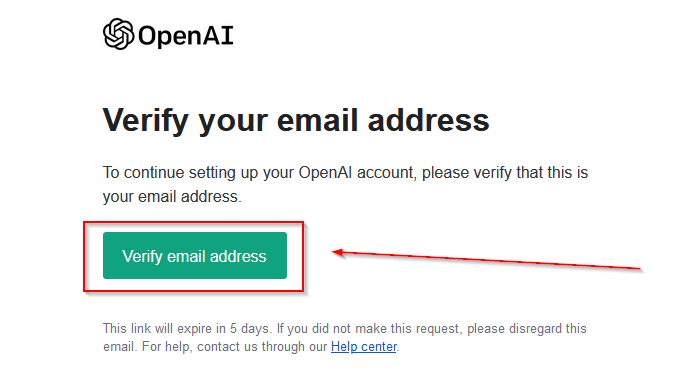 OpenAI
Verify your email address
To continue setting up your OpenAI account, please verify that this is
your email address.
Verify email address
This link will expire in 5 days. If you did not make this request, please disregard this
email. For help, contact us through our Help center.